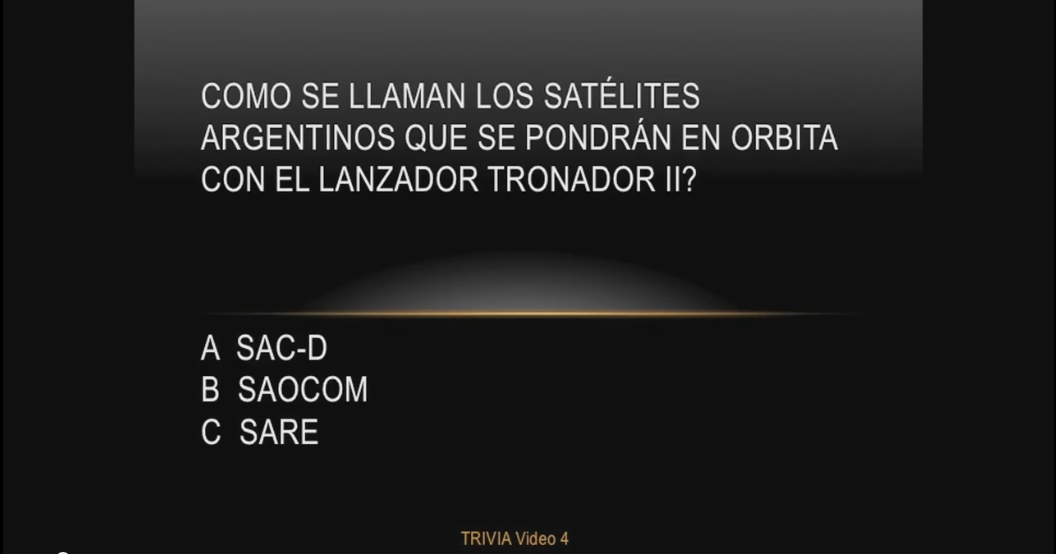 COMO SE LLAMAN LOS SATÉLITES
ARGENTINOS QUE SE PONDRÁN EN ORBITA
CON EL LANZADOR TRONADOR II?
A SAC-D
B SAOCOM
C SARE
TRIVIA Video 4